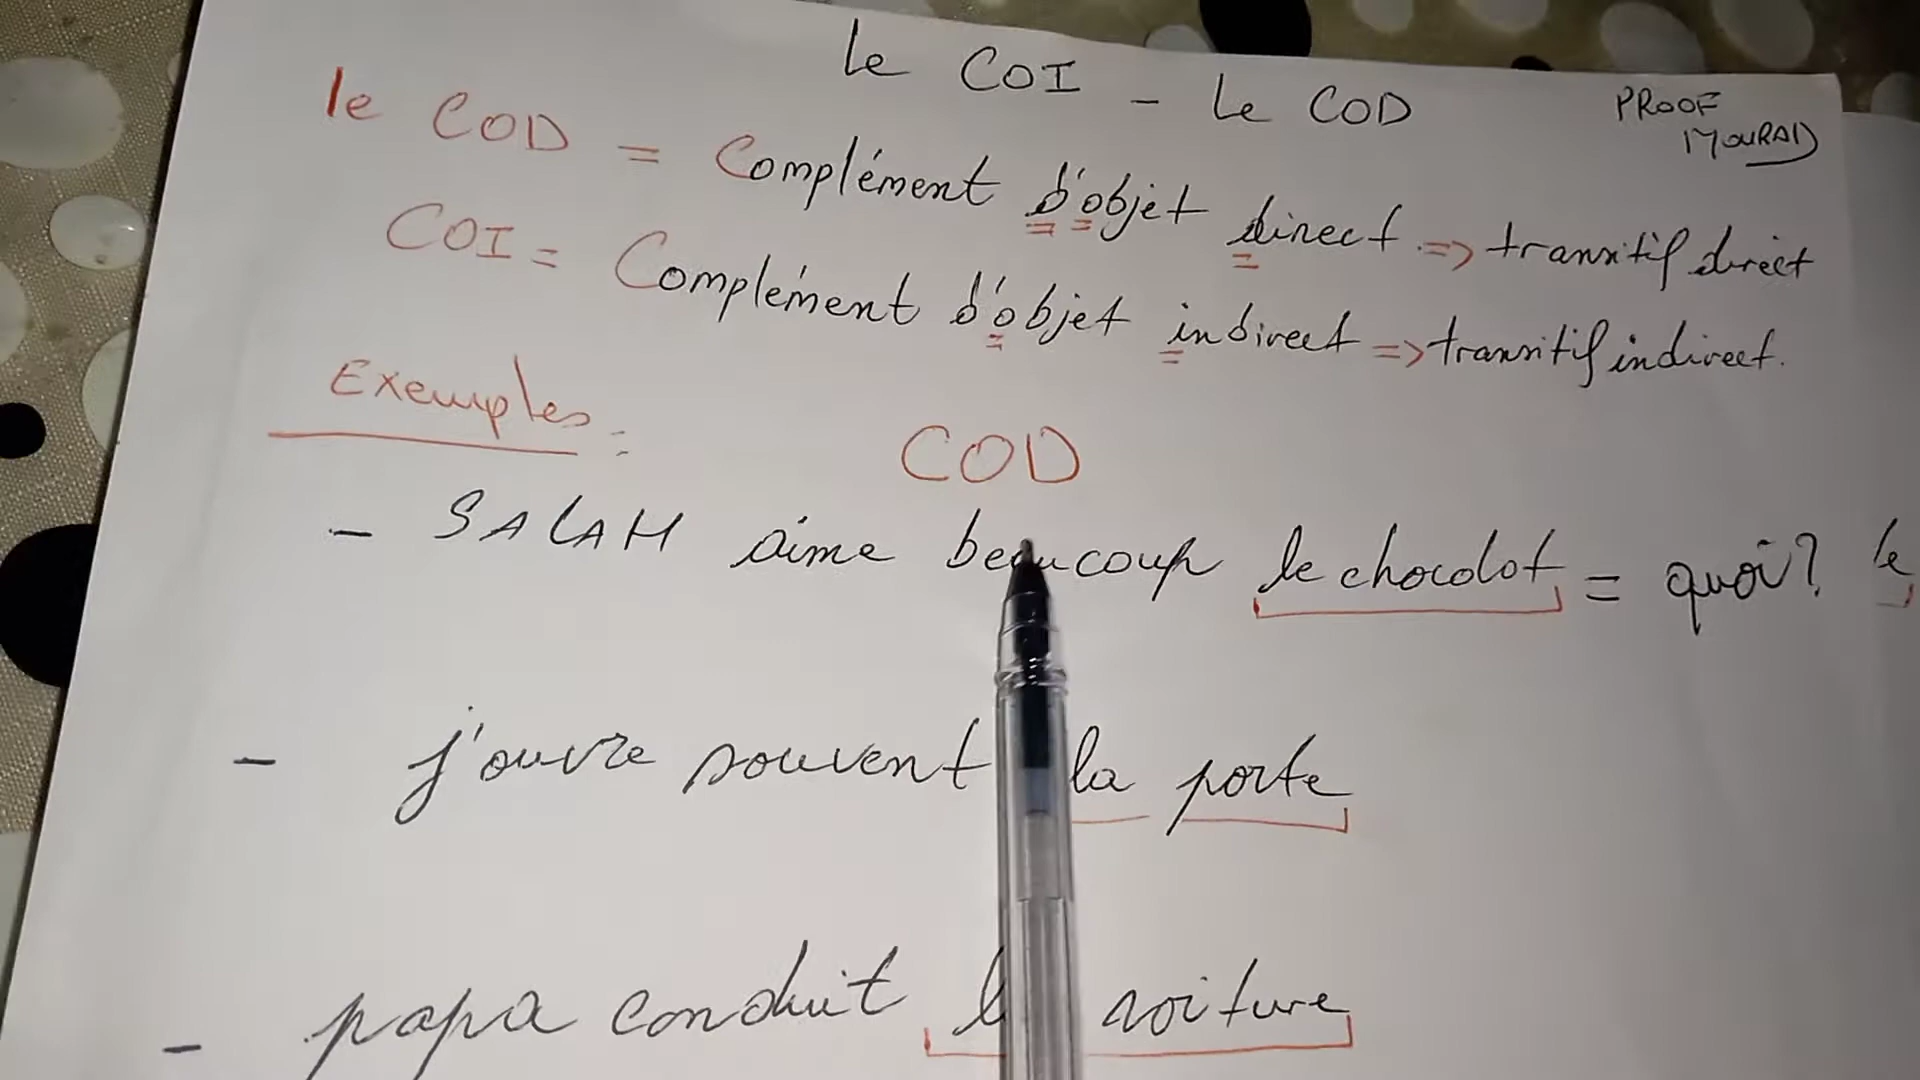 le COI - le COD
PROOF
MOURAD
le COD = Complément d'objet direct => transitif direct
COI = Complément d'objet indirect => transitif indirect.
Exemples :
COD
- SALAH aime beaucoup le chocolat = quoi? le
- j'ouvre souvent la porte
- papa conduit voiture